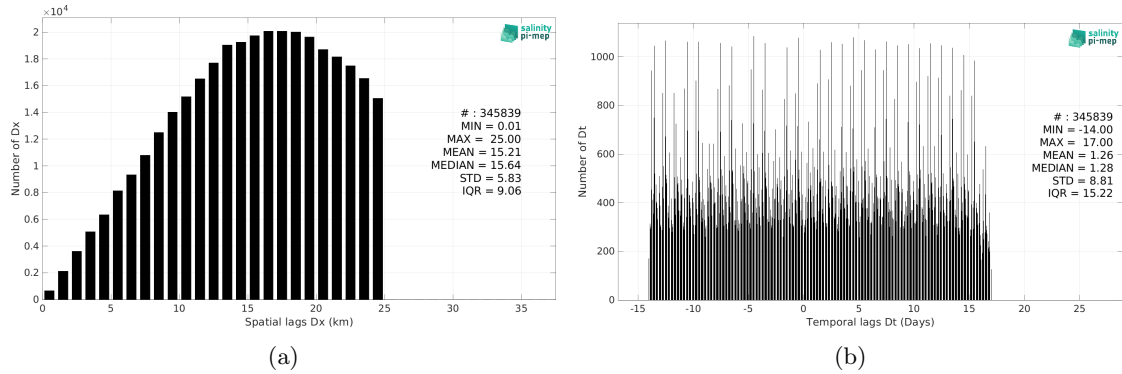 ×10⁴
2
1.8
1.6
1.4
1.2
1
0.8
0.6
0.4
0.2
0
Number of Dx
0 5 10 15 20 25 30 35
Spatial lags Dx (km)
salinity
pi-mep
# : 345839
MIN = 0.01
MAX = 25.00
MEAN = 15.21
MEDIAN = 15.64
STD = 5.83
IQR = 9.06
(a)
1000
800
600
400
200
0
Number of Dt
-15 -10 -5 0 5 10 15 20 25
Temporal lags Dt (Days)
salinity
pi-mep
# : 345839
MIN = -14.00
MAX = 17.00
MEAN = 1.26
MEDIAN = 1.28
STD = 8.81
IQR = 15.22
(b)